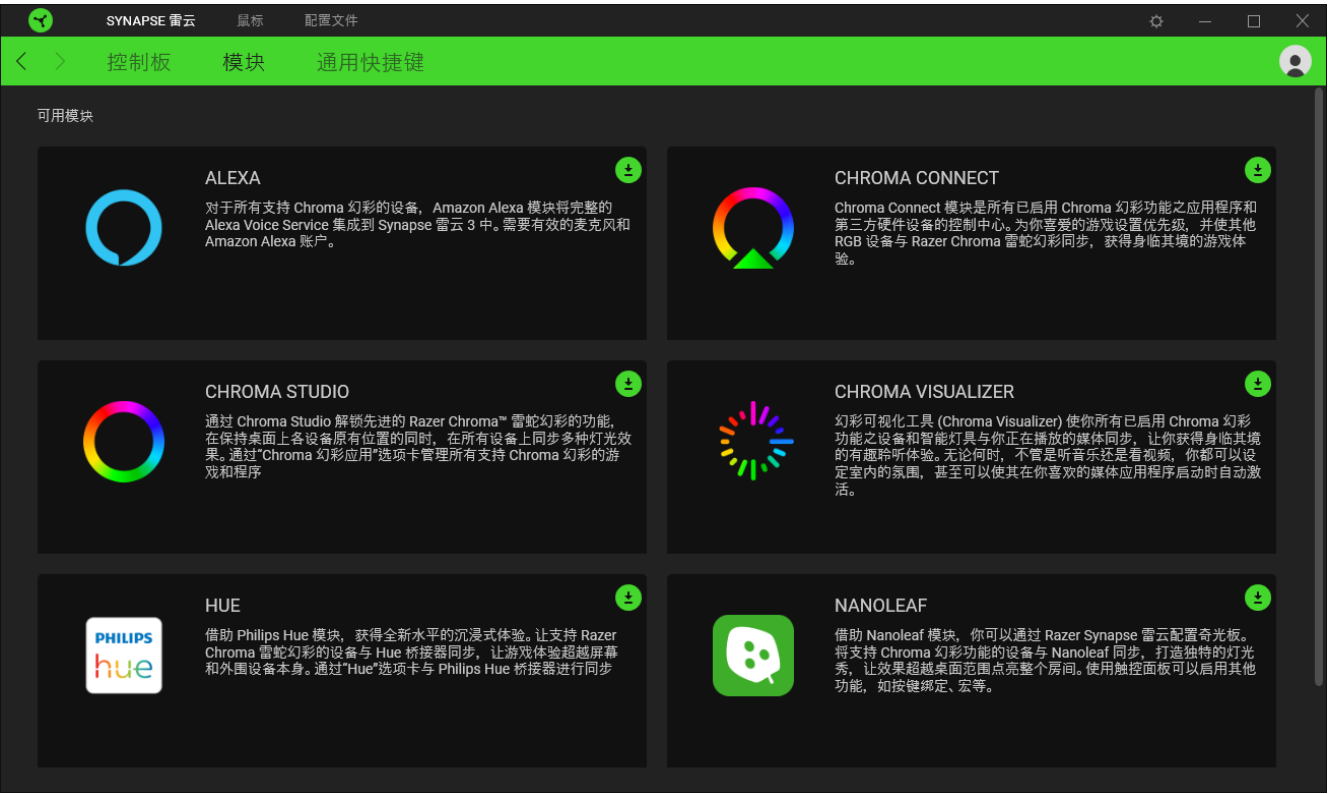 SYNAPSE 雷云 鼠标 配置文件
控制板 模块 通用快捷键
可用模块
ALEXA
对于所有支持 Chroma 幻彩的设备，Amazon Alexa 模块将完整的
Alexa Voice Service 集成到 Synapse 雷云 3 中。需要有效的麦克风和
Amazon Alexa 账户。
CHROMA CONNECT
Chroma Connect 模块是所有已启用 Chroma 幻彩功能之应用程序和
第三方硬件设备的控制中心。为你喜爱的游戏设置优先级，并使其他
RGB 设备与 Razer Chroma 雷蛇幻彩同步，获得身临其境的游戏体
验。
CHROMA STUDIO
通过 Chroma Studio 解锁先进的 Razer Chroma™ 雷蛇幻彩的功能，
在保持桌面上各设备原有位置的同时，在所有设备上同步多种灯光效
果。通过“Chroma 幻彩应用”选项卡管理所有支持 Chroma 幻彩的游
戏和程序
CHROMA VISUALIZER
幻彩可视化工具 (Chroma Visualizer) 使你所有已启用 Chroma 幻彩
功能之设备和智能灯具与你正在播放的媒体同步，让你获得身临其境
的有趣聆听体验。无论何时，不管是听音乐还是看视频，你都可以设
定室内的氛围，甚至可以使其在你喜欢的媒体应用程序启动时自动激
活。
PHILIPS
hue
HUE
借助 Philips Hue 模块，获得全新水平的沉浸式体验。让支持 Razer
Chroma 雷蛇幻彩的设备与 Hue 桥接器同步，让游戏体验超越屏幕
和外围设备本身。通过“Hue”选项卡与 Philips Hue 桥接器进行同步
NANOLEAF
借助 Nanoleaf 模块，你可以通过 Razer Synapse 雷云配置奇光板。
将支持 Chroma 幻彩功能的设备与 Nanoleaf 同步，打造独特的灯光
秀，让效果超越桌面范围点亮整个房间。使用触控面板可以启用其他
功能，如按键绑定、宏等。